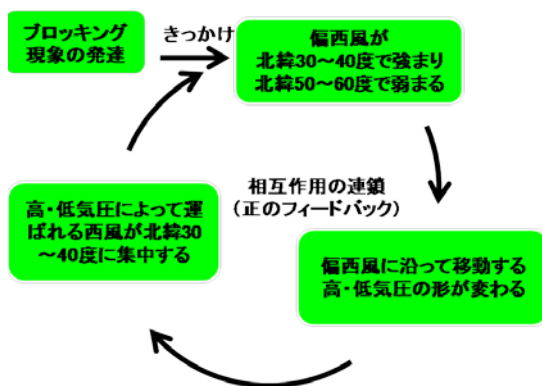 ブロッキング
現象の発達
きっかけ
偏西風が
北緯30～40度で強まり
北緯50～60度で弱まる
相互作用の連鎖
(正のフィードバック)
偏西風に沿って移動する
高・低気圧の形が変わる
高・低気圧によって運
ばれる西風が北緯30
～40度に集中する